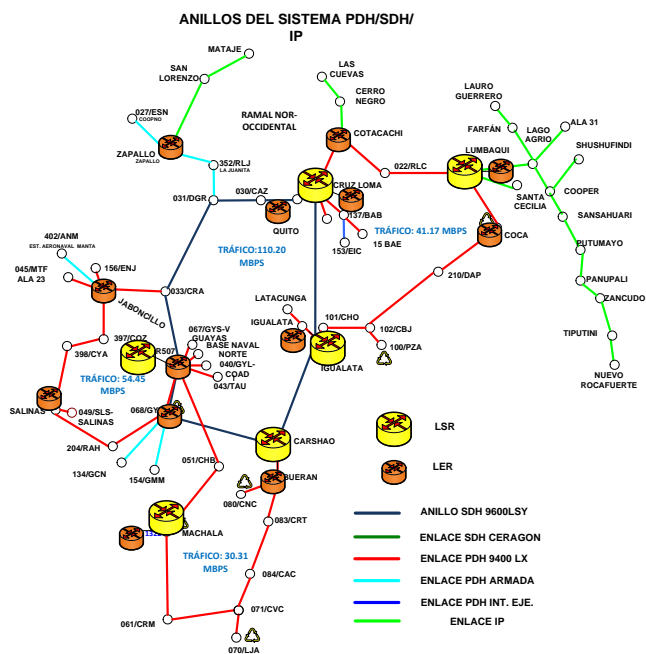 ANILLOS DEL SISTEMA PDH/SDH/
IP
MATAJE
SAN
LORENZO
027/ESN
COOPNO
ZAPALLO
ZAPALLO
352/RLJ
LA JUANITA
LAS
CUEVAS
CERRO
NEGRO
RAMAL NOR-
OCCIDENTAL
COTACACHI
022/RLC
LAURO
GUERRERO
FARFÁN
LAGO
AGRIO
ALA 31
LUMBAQUI
SHUSHUFINDI
SANTA
CECILIA
COOPER
SANSAHUARI
PUTUMAYO
PANUPALI
ZANCUDO
TIPUTINI
NUEVO
ROCAFUERTE
031/DGR
030/CAZ
QUITO
CRUZ LOMA
137/BAB
15 BAE
153/EIC
TRÁFICO: 41.17 MBPS
COCA
210/DAP
TRÁFICO:110.20
MBPS
402/ANM
EST. AERONAVAL MANTA
045/MTF
ALA 23
156/ENJ
JABONCILLO
033/CRA
LATACUNGA
IGUALATA
101/CHO
102/CBJ
100/PZA
IGUALATA
397/COZ
398/CYA
R507
067/GYS-V
GUAYAS
BASE NAVAL
NORTE
040/GYL-
COAD
043/TAU
TRÁFICO: 54.45
MBPS
SALINAS
049/SLS-
SALINAS
068/GY
204/RAH
134/GCN
154/GMM
051/CHB
CARSHAO
BUERAN
080/CNC
083/CRT
MACHALA
TRÁFICO: 30.31
MBPS
084/CAC
071/CVC
061/CRM
070/LJA
LSR
LER
ANILLO SDH 9600LSY
ENLACE SDH CERAGON
ENLACE PDH 9400 LX
ENLACE PDH ARMADA
ENLACE PDH INT. EJE.
ENLACE IP